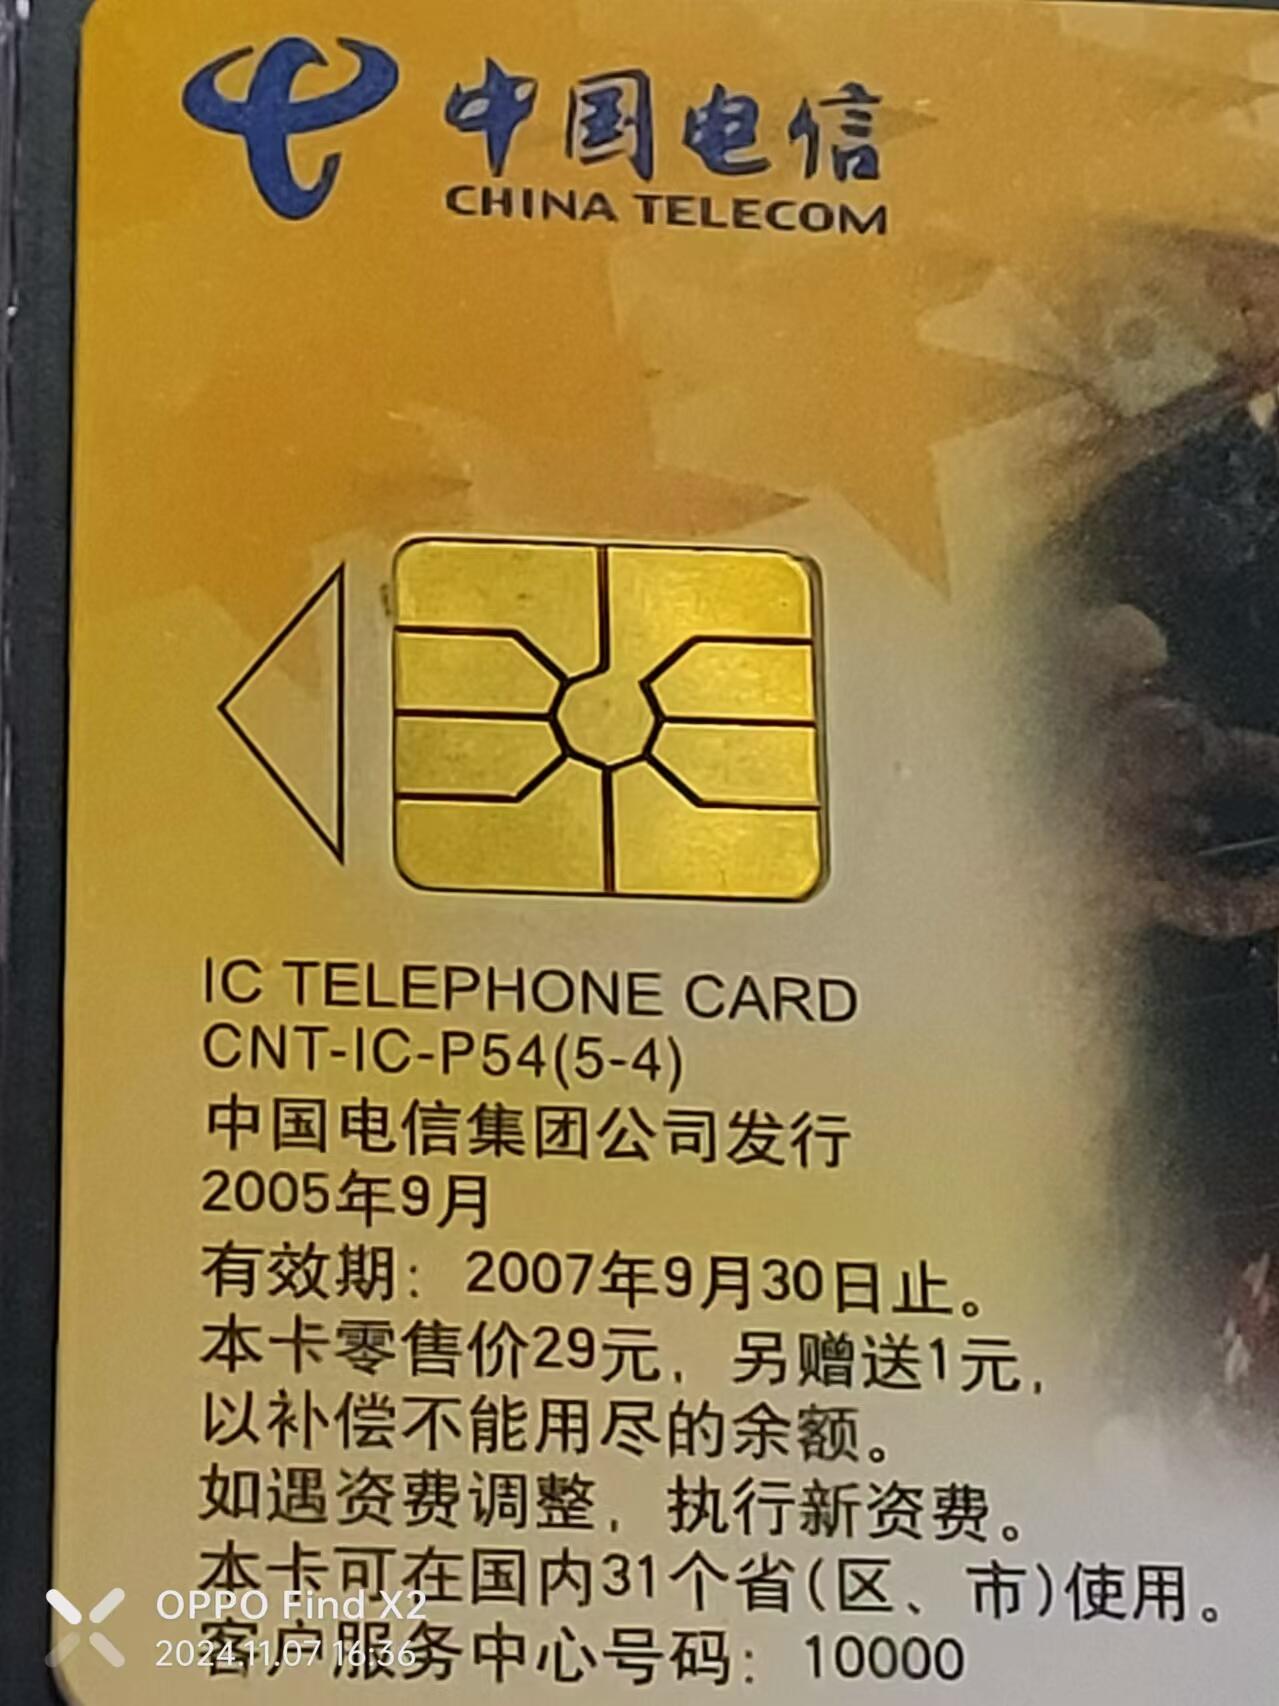 中国电信
CHINA TELECOM
IC TELEPHONE CARD
CNT-IC-P54(5-4)
中国电信集团公司发行
2005年9月
有效期：2007年9月30日止。
本卡零售价29元，另赠送1元，
以补偿不能用尽的余额。
如遇资费调整，执行新资费。
本卡可在国内31个省(区、市)使用。
客户服务中心号码：10000
OPPO Find X2
2024.11.07 16:36